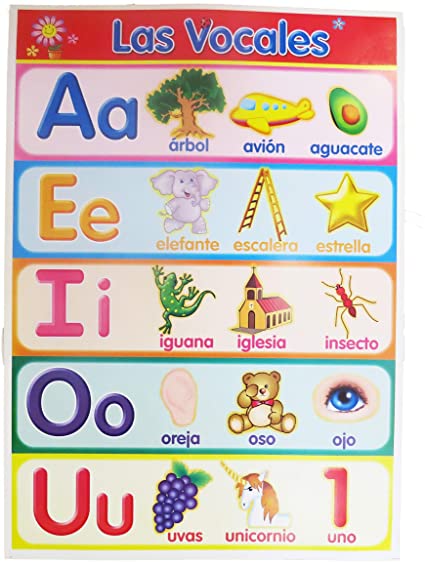 Las Vocales
Aa
árbol avión aguacate
Ee
elefante escalera estrella
Ii
iguana iglesia insecto
Oo
oreja oso ojo
Uu
1
uvas unicornio uno